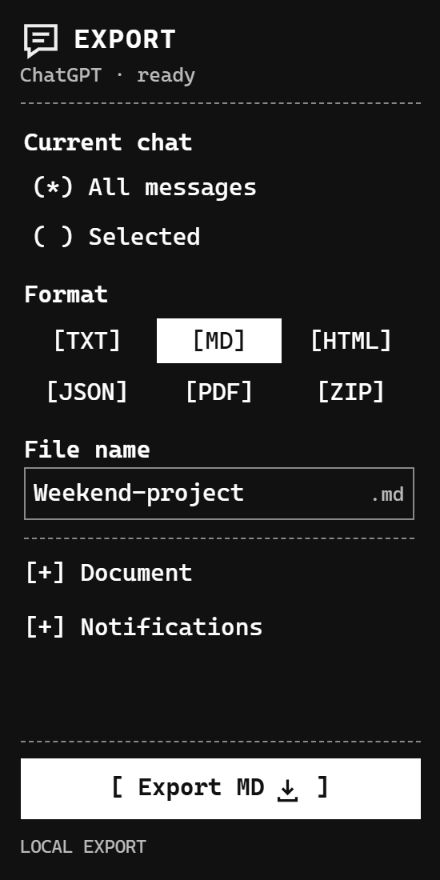 EXPORT
ChatGPT · ready
Current chat
(*) All messages
( ) Selected
Format
[TXT] [MD] [HTML]
[JSON] [PDF] [ZIP]
File name
Weekend-project .md
[+] Document
[+] Notifications
[ Export MD ]
LOCAL EXPORT